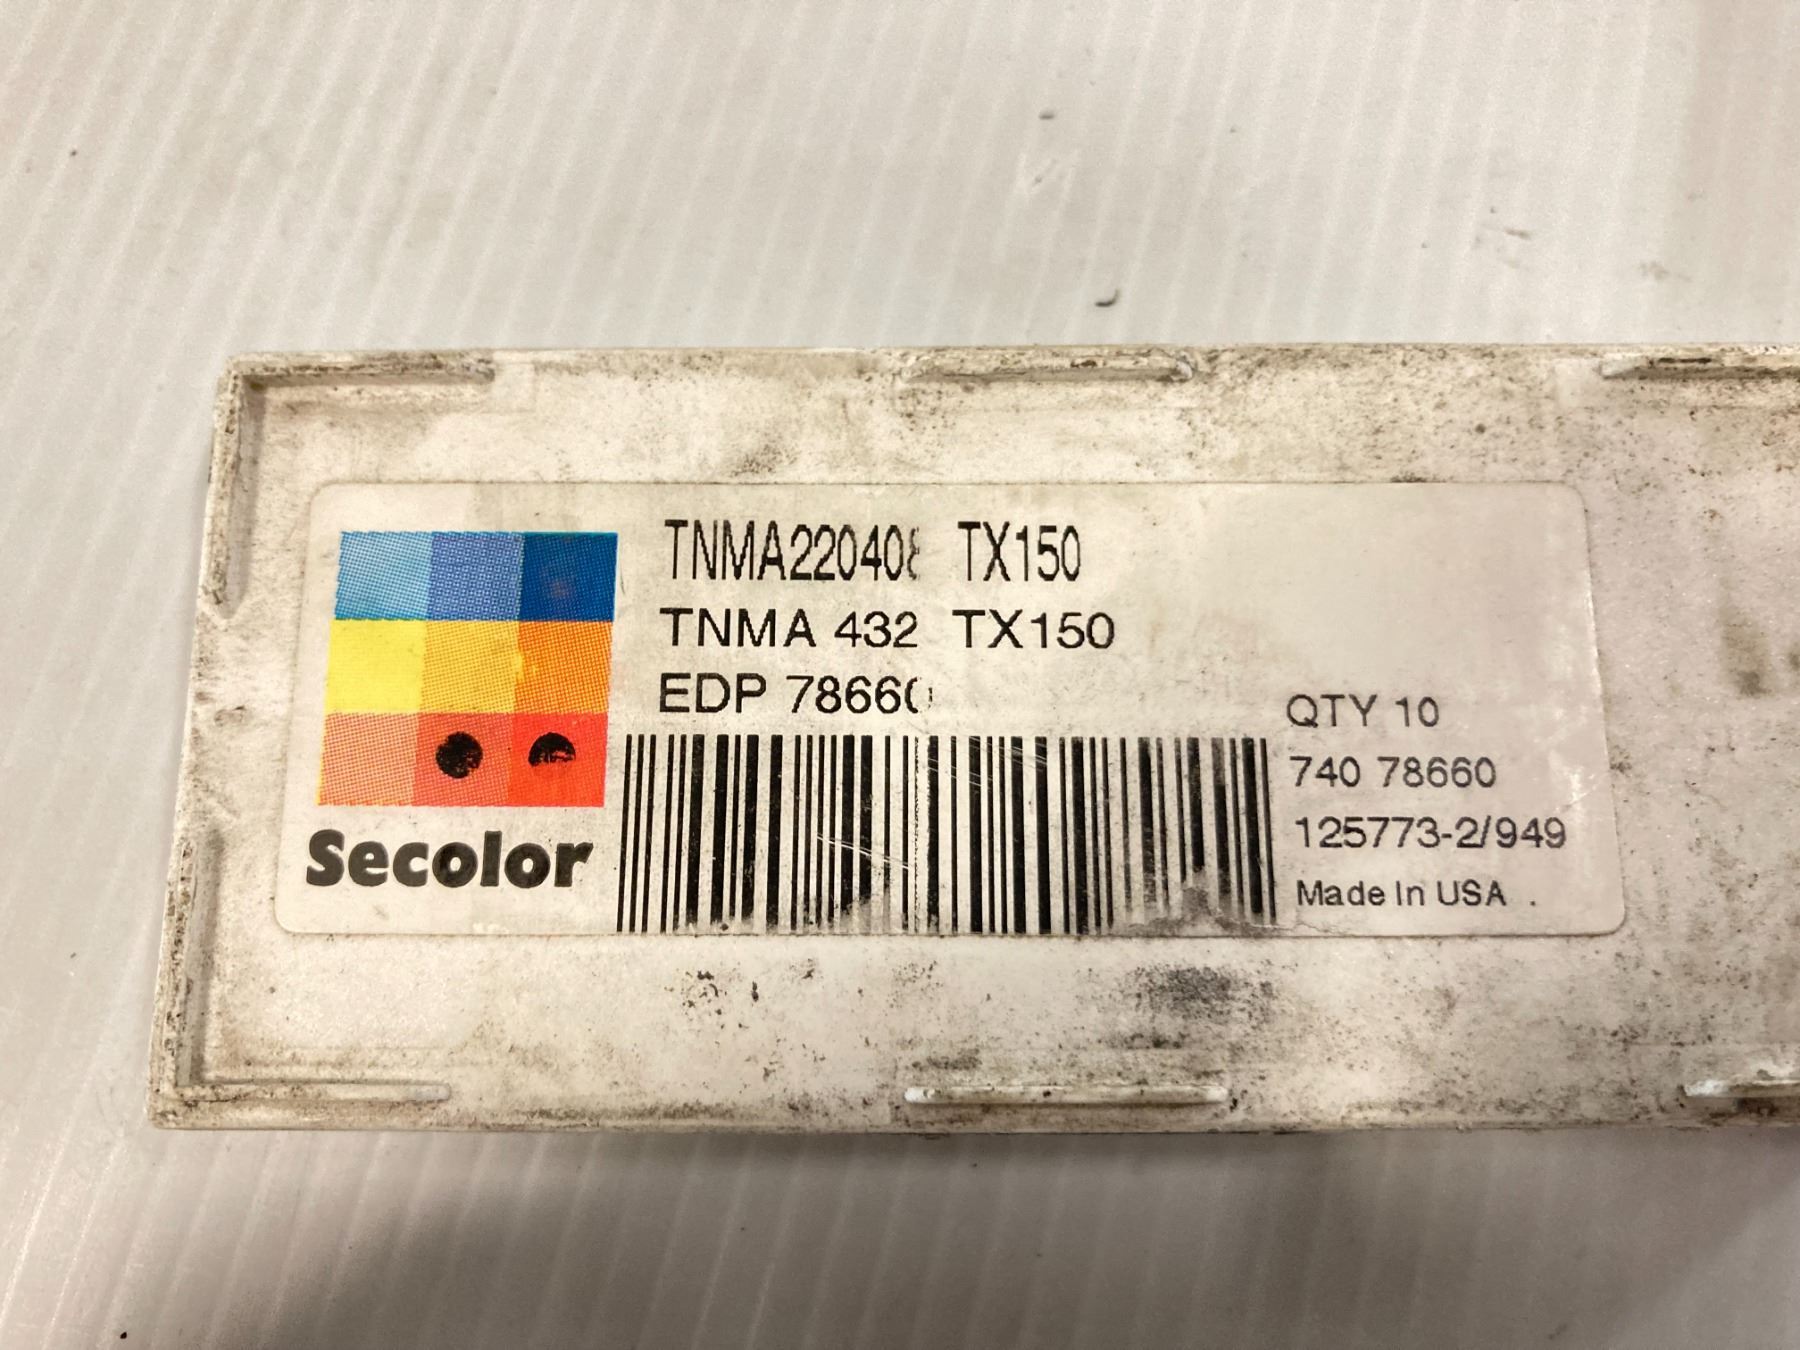 TNMA220408 TX150
TNMA 432 TX150
EDP 78660
QTY 10
740 78660
125773-2/949
Made In USA .
Secolor